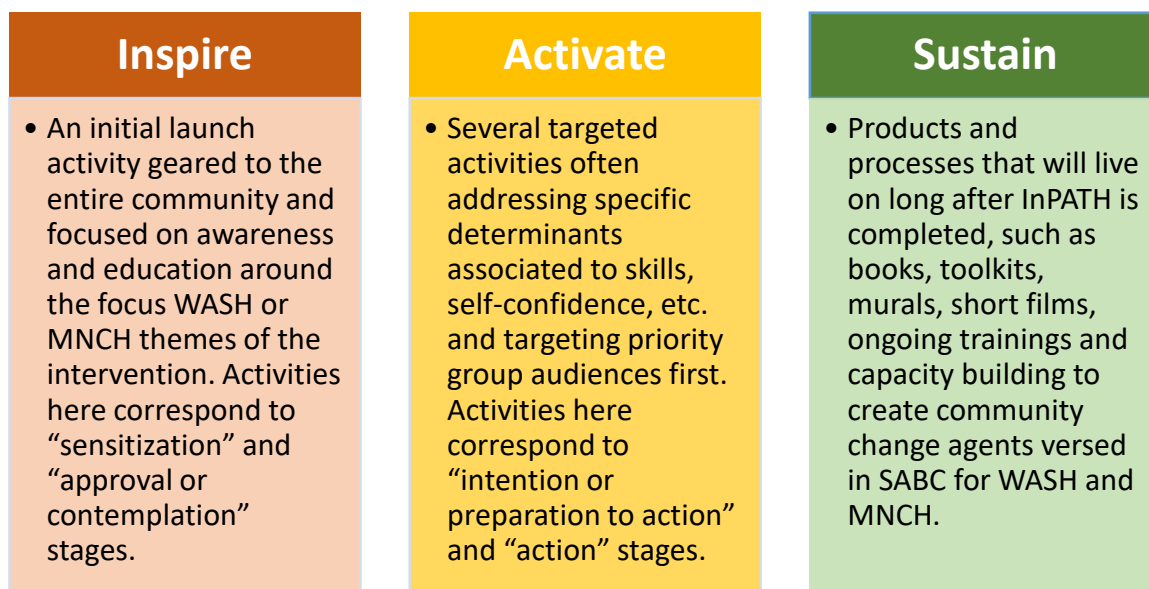 Inspire
• An initial launch
activity geared to the
entire community and
focused on awareness
and education around
the focus WASH or
MNCH themes of the
intervention. Activities
here correspond to
“sensitization” and
“approval or
contemplation”
stages.
Activate
• Several targeted
activities often
addressing specific
determinants
associated to skills,
self-confidence, etc.
and targeting priority
group audiences first.
Activities here
correspond to
“intention or
preparation to action”
and “action” stages.
Sustain
• Products and
processes that will live
on long after InPATH is
completed, such as
books, toolkits,
murals, short films,
ongoing trainings and
capacity building to
create community
change agents versed
in SABC for WASH and
MNCH.